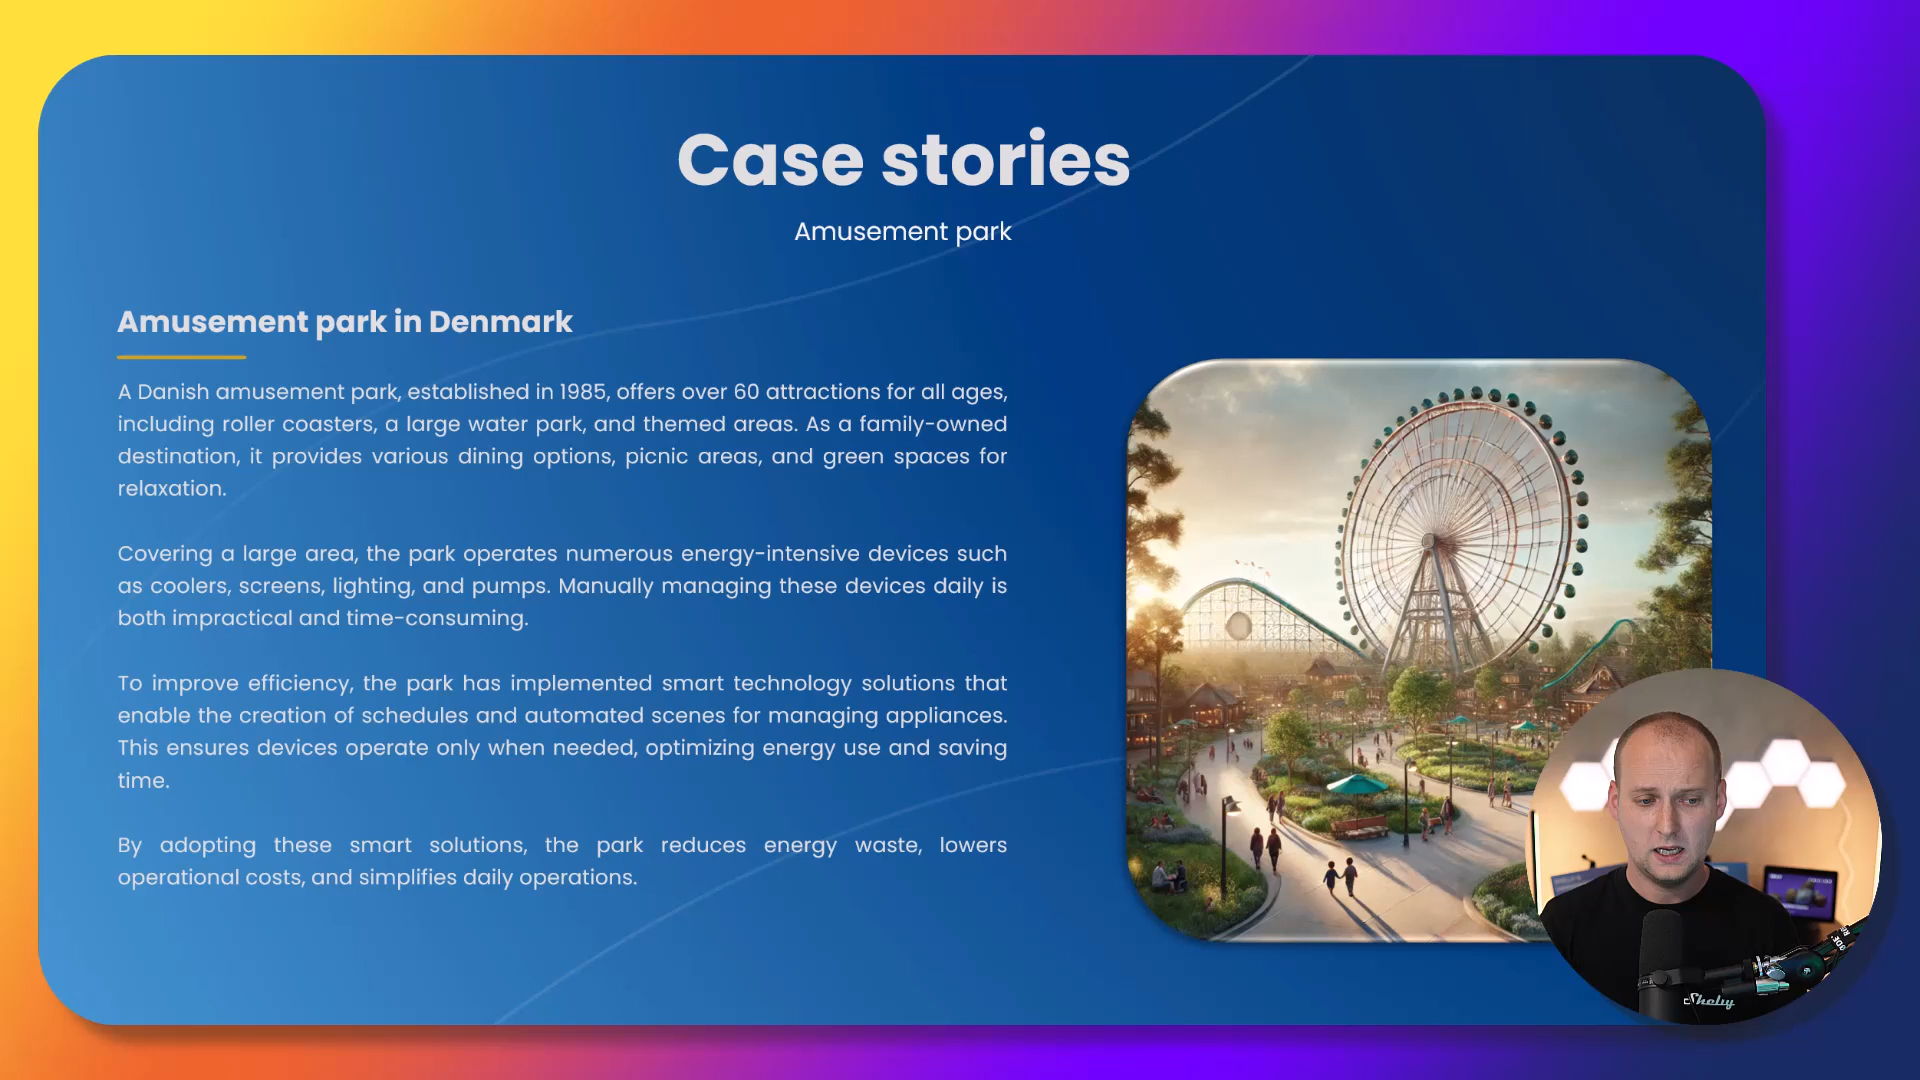 Case stories
Amusement park
Amusement park in Denmark
A Danish amusement park, established in 1985, offers over 60 attractions for all ages,
including roller coasters, a large water park, and themed areas. As a family-owned
destination, it provides various dining options, picnic areas, and green spaces for
relaxation.
Covering a large area, the park operates numerous energy-intensive devices such
as coolers, screens, lighting, and pumps. Manually managing these devices daily is
both impractical and time-consuming.
To improve efficiency, the park has implemented smart technology solutions that
enable the creation of schedules and automated scenes for managing appliances.
This ensures devices operate only when needed, optimizing energy use and saving
time.
By adopting these smart solutions, the park reduces energy waste, lowers
operational costs, and simplifies daily operations.
Shelly